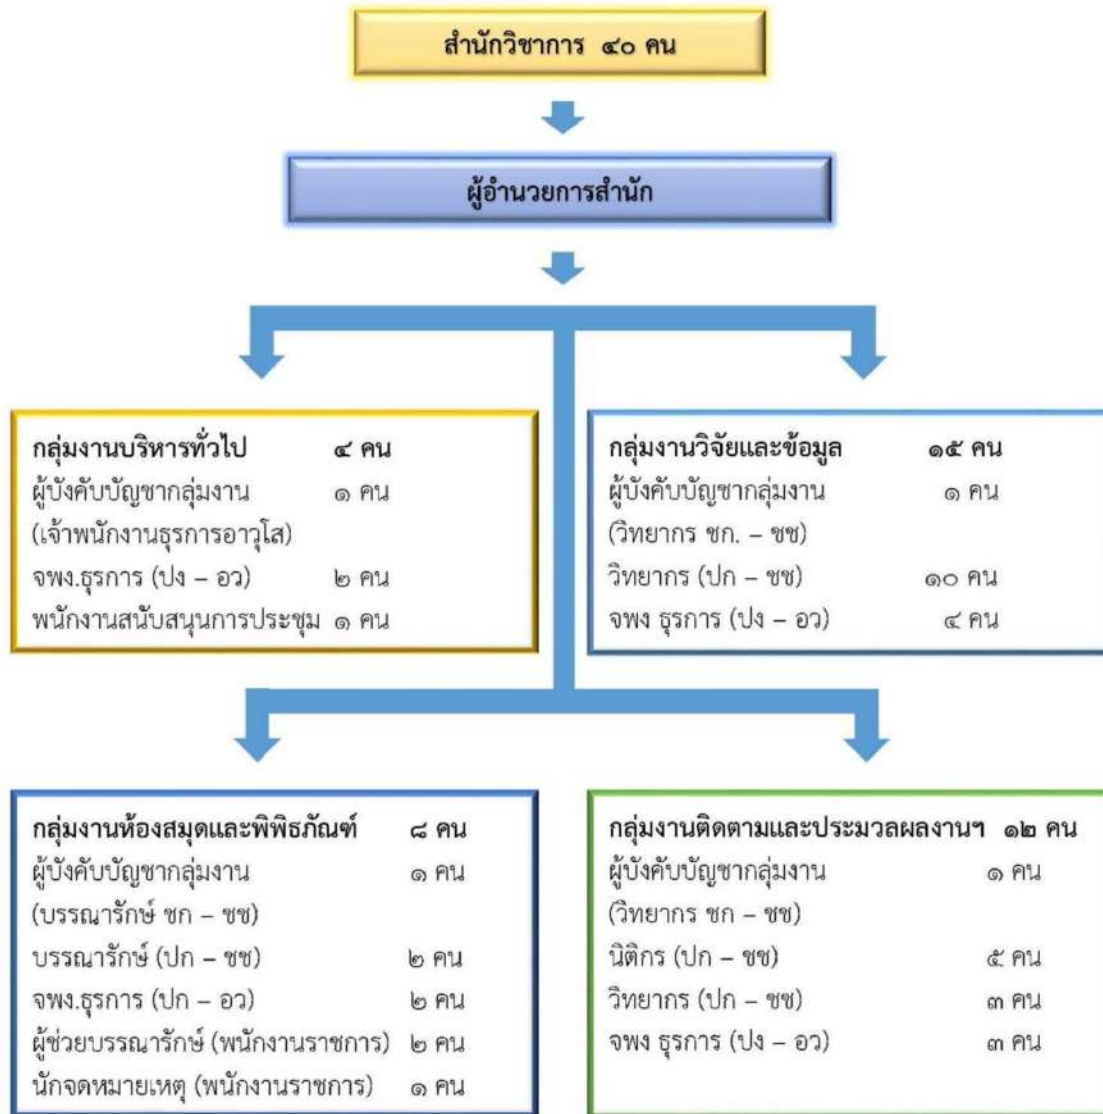 สำนักวิชาการ ๔๐ คน
ผู้อำนวยการสำนัก
กลุ่มงานบริหารทั่วไป ๔ คน
ผู้บังคับบัญชากลุ่มงาน ๑ คน
(เจ้าพนักงานธุรการอาวุโส)
จพง.ธุรการ (ปง – อว) ๒ คน
พนักงานสนับสนุนการประชุม ๑ คน
กลุ่มงานวิจัยและข้อมูล ๑๕ คน
ผู้บังคับบัญชากลุ่มงาน ๑ คน
(วิทยากร ชก. – ชช)
วิทยากร (ปก – ชช) ๑๐ คน
จพง ธุรการ (ปง – อว) ๔ คน
กลุ่มงานห้องสมุดและพิพิธภัณฑ์ ๘ คน
ผู้บังคับบัญชากลุ่มงาน ๑ คน
(บรรณารักษ์ ชก – ชช)
บรรณารักษ์ (ปก – ชช) ๒ คน
จพง.ธุรการ (ปก – อว) ๒ คน
ผู้ช่วยบรรณารักษ์ (พนักงานราชการ) ๒ คน
นักจดหมายเหตุ (พนักงานราชการ) ๑ คน
กลุ่มงานติดตามและประมวลผลงานฯ ๑๒ คน
ผู้บังคับบัญชากลุ่มงาน ๑ คน
(วิทยากร ชก – ชช)
นิติกร (ปก – ชช) ๕ คน
วิทยากร (ปก – ชช) ๓ คน
จพง ธุรการ (ปง – อว) ๓ คน